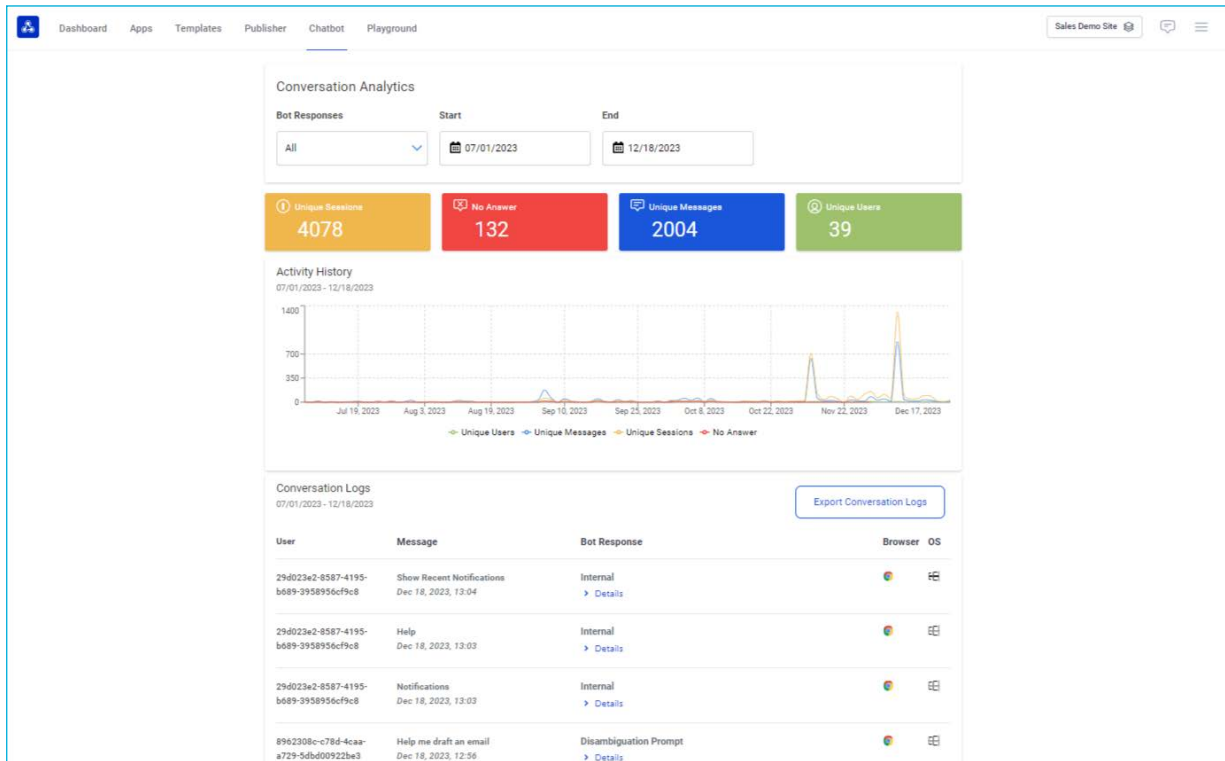 Dashboard Apps Templates Publisher Chatbot Playground Sales Demo Site
Conversation Analytics
Bot Responses Start End
All 07/01/2023 12/18/2023
Unique Sessions No Answer Unique Messages Unique Users
4078 132 2004 39
Activity History
07/01/2023 - 12/18/2023
1400
700
350
0
Jul 19, 2023 Aug 3, 2023 Aug 19, 2023 Sep 10, 2023 Sep 25, 2023 Oct 8, 2023 Oct 22, 2023 Nov 22, 2023 Dec 17, 2023
Unique Users Unique Messages Unique Sessions No Answer
Conversation Logs
07/01/2023 - 12/18/2023
Export Conversation Logs
User Message Bot Response Browser OS
29d023e2-8587-4195- Show Recent Notifications Internal
b689-3958956cf9c8 Dec 18, 2023, 13:04 > Details
29d023e2-8587-4195- Help Internal
b689-3958956cf9c8 Dec 18, 2023, 13:03 > Details
29d023e2-8587-4195- Notifications Internal
b689-3958956cf9c8 Dec 18, 2023, 13:03 > Details
8962308c-c78d-4caa- Help me draft an email Disambiguation Prompt
a729-5dbd00922be3 Dec 18, 2023, 12:56 > Details